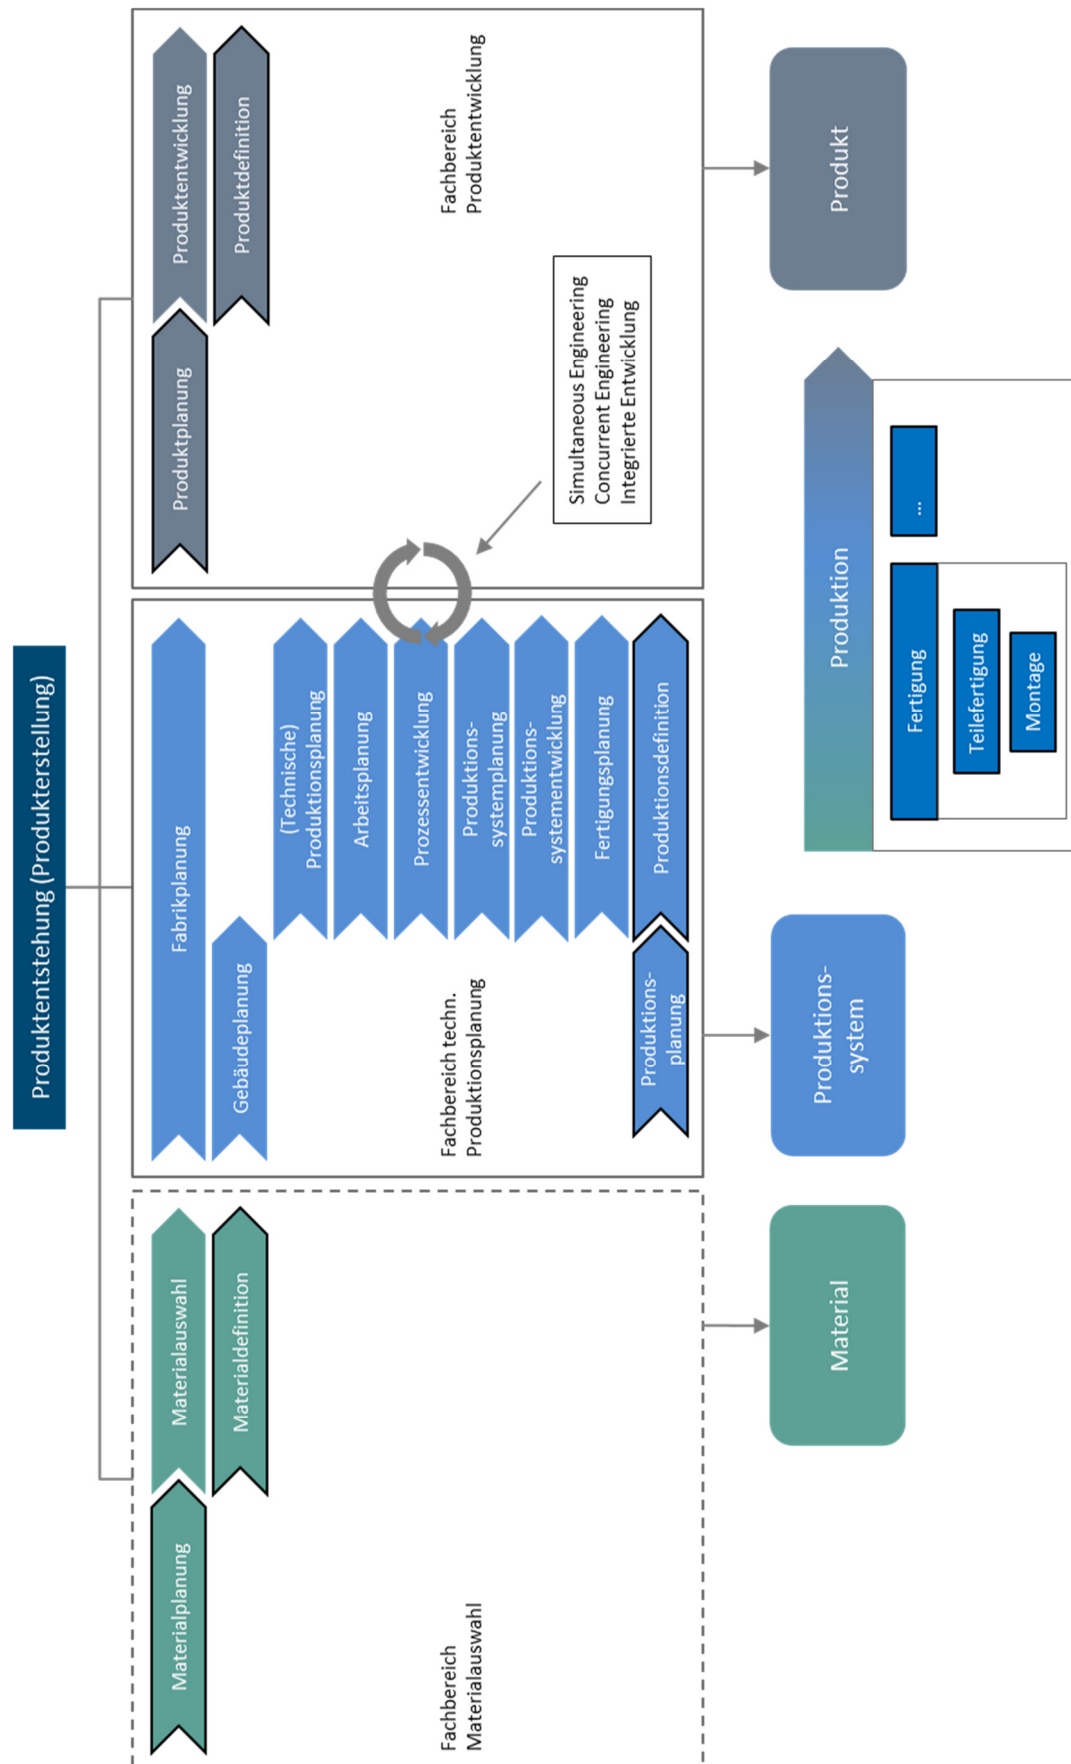 Produktentstehung (Produkterstellung)
Materialplanung
Materialauswahl
Materialdefinition
Fachbereich
Materialauswahl
Fabrikplanung
Gebäudeplanung
(Technische)
Produktionsplanung
Arbeitsplanung
Prozessentwicklung
Produktions-
systemplanung
Produktions-
systementwicklung
Fertigungsplanung
Fachbereich techn.
Produktionsplanung
Produktions-
planung
Produktionsdefinition
Produktplanung
Produktentwicklung
Produktdefinition
Fachbereich
Produktentwicklung
Simultaneous Engineering
Concurrent Engineering
Integrierte Entwicklung
Material
Produktions-
system
Produktion
Produkt
Fertigung
...
Teilefertigung
Montage